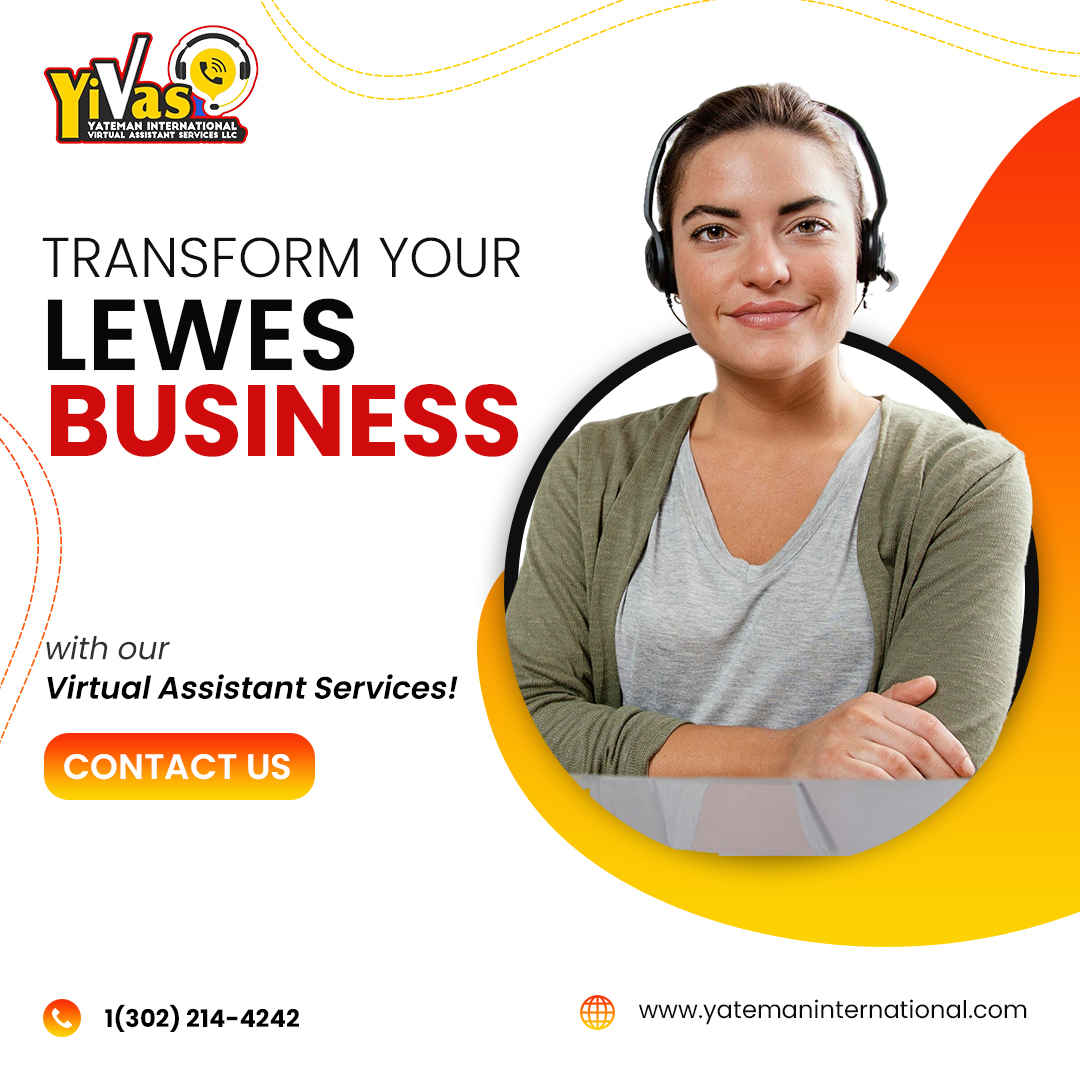 YiVas
YATEMAN INTERNATIONAL
VIRTUAL ASSISTANT SERVICES LLC
TRANSFORM YOUR
LEWES
BUSINESS
with our
Virtual Assistant Services!
CONTACT US
1(302) 214-4242
www.yatemaninternational.com